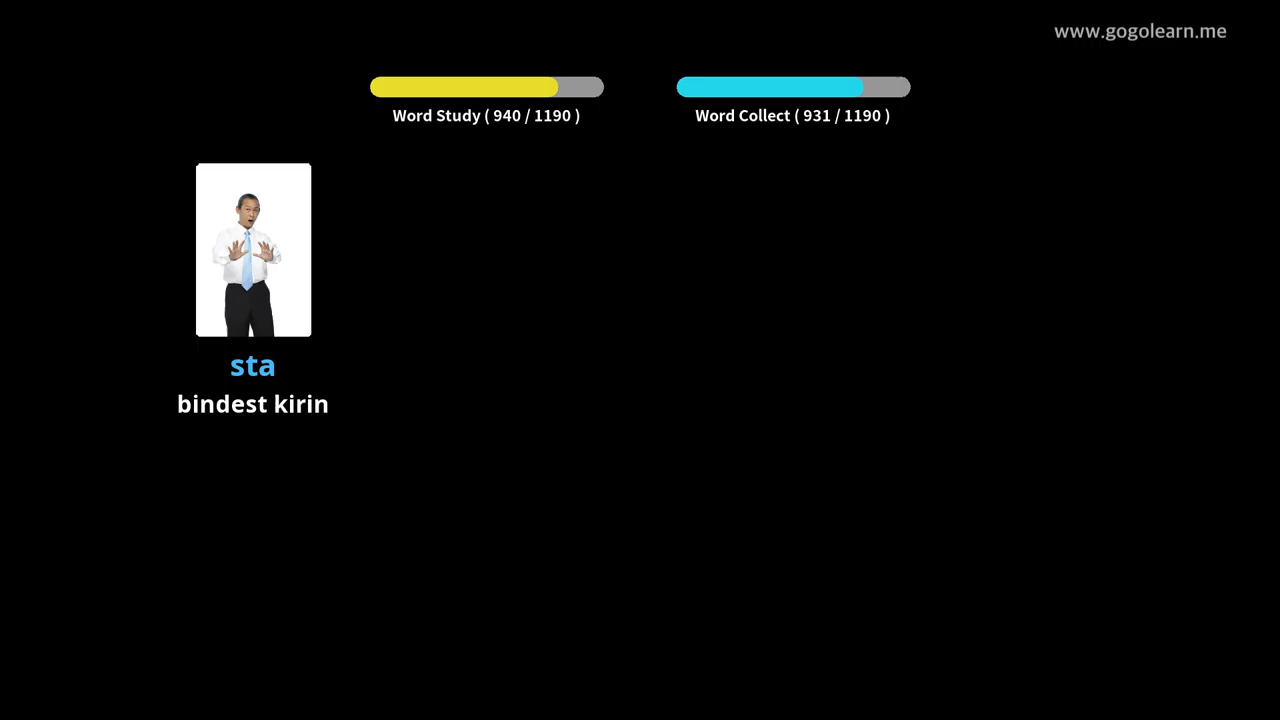 www.gogolearn.me
Word Study ( 940 / 1190 )
Word Collect ( 931 / 1190 )
sta
bindest kirin